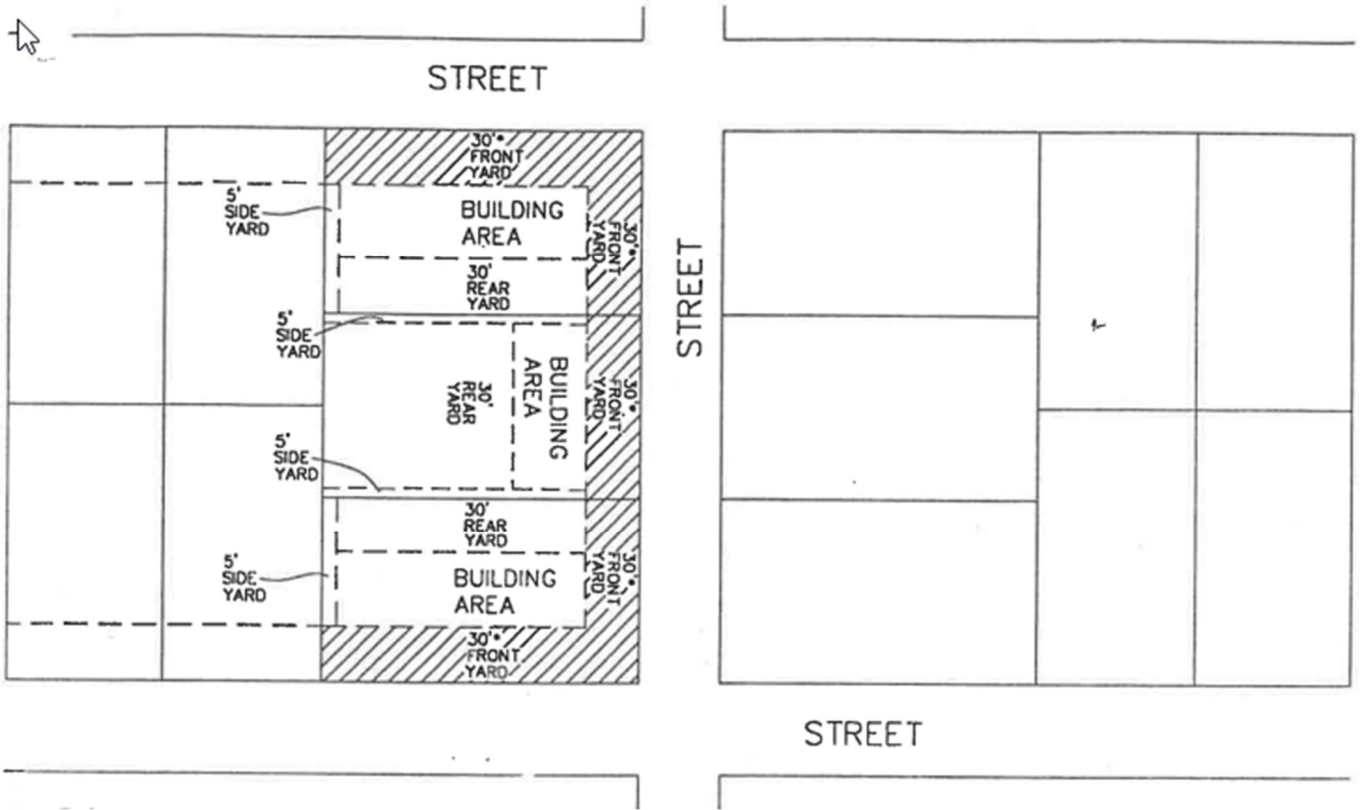 STREET
30'*
FRONT
YARD
5'
SIDE
YARD
BUILDING
AREA
30'*
FRONT
YARD
30'
REAR
YARD
STREET
5'
SIDE
YARD
30'
REAR
YARD
BUILDING
AREA
30'*
FRONT
YARD
5'
SIDE
YARD
30'
REAR
YARD
5'
SIDE
YARD
BUILDING
AREA
30'*
FRONT
YARD
30'*
FRONT
YARD
STREET